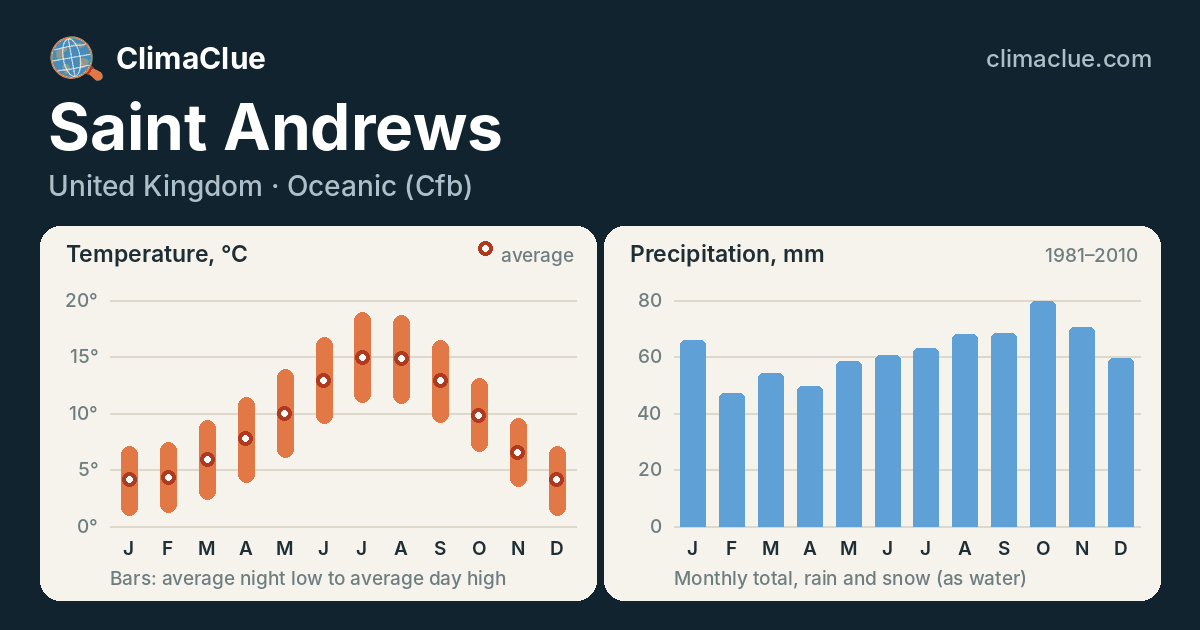 ClimaClue
climaclue.com
Saint Andrews
United Kingdom · Oceanic (Cfb)
Temperature, °C
average
20°
15°
10°
5°
0°
J F M A M J J A S O N D
Bars: average night low to average day high
Precipitation, mm
1981–2010
80
60
40
20
0
J F M A M J J A S O N D
Monthly total, rain and snow (as water)